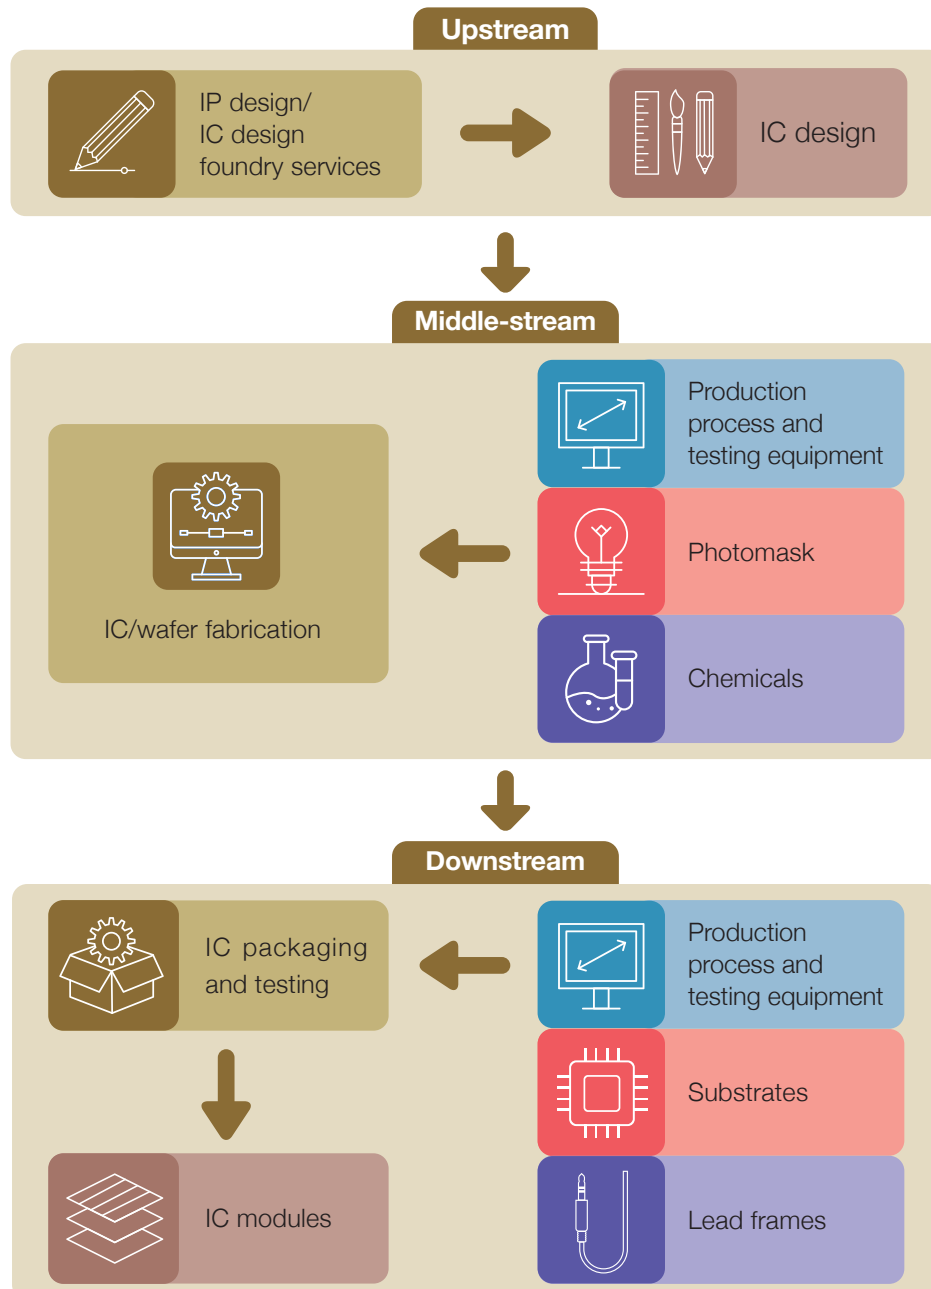 Upstream
IP design/
IC design
foundry services
IC design
Middle-stream
IC/wafer fabrication
Production
process and
testing equipment
Photomask
Chemicals
Downstream
IC packaging
and testing
IC modules
Production
process and
testing equipment
Substrates
Lead frames